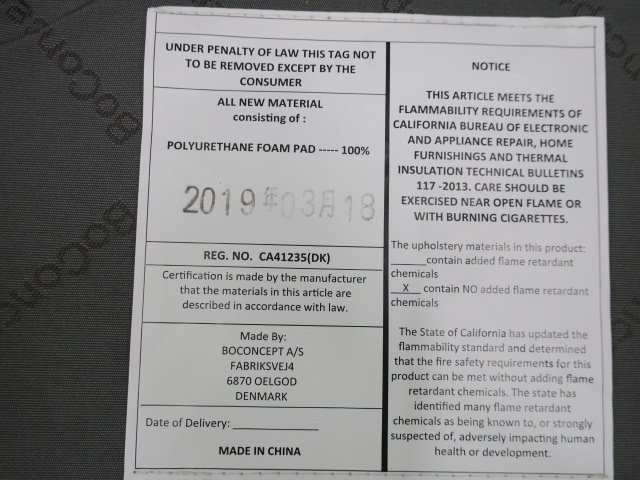 UNDER PENALTY OF LAW THIS TAG NOT
TO BE REMOVED EXCEPT BY THE
CONSUMER
ALL NEW MATERIAL
consisting of :
POLYURETHANE FOAM PAD ----- 100%
2019年03月18
REG. NO. CA41235(DK)
Certification is made by the manufacturer
that the materials in this article are
described in accordance with law.
Made By:
BOCONCEPT A/S
FABRIKSVEJ4
6870 OELGOD
DENMARK
Date of Delivery: ______________
MADE IN CHINA
NOTICE
THIS ARTICLE MEETS THE
FLAMMABILITY REQUIREMENTS OF
CALIFORNIA BUREAU OF ELECTRONIC
AND APPLIANCE REPAIR, HOME
FURNISHINGS AND THERMAL
INSULATION TECHNICAL BULLETINS
117 -2013. CARE SHOULD BE
EXERCISED NEAR OPEN FLAME OR
WITH BURNING CIGARETTES.
The upholstery materials in this product:
______contain added flame retardant
chemicals
__X__ contain NO added flame retardant
chemicals
The State of California has updated the
flammability standard and determined
that the fire safety requirements for this
product can be met without adding flame
retardant chemicals. The state has
identified many flame retardant
chemicals as being known to, or strongly
suspected of, adversely impacting human
health or development.
BoConcept
BoConcept